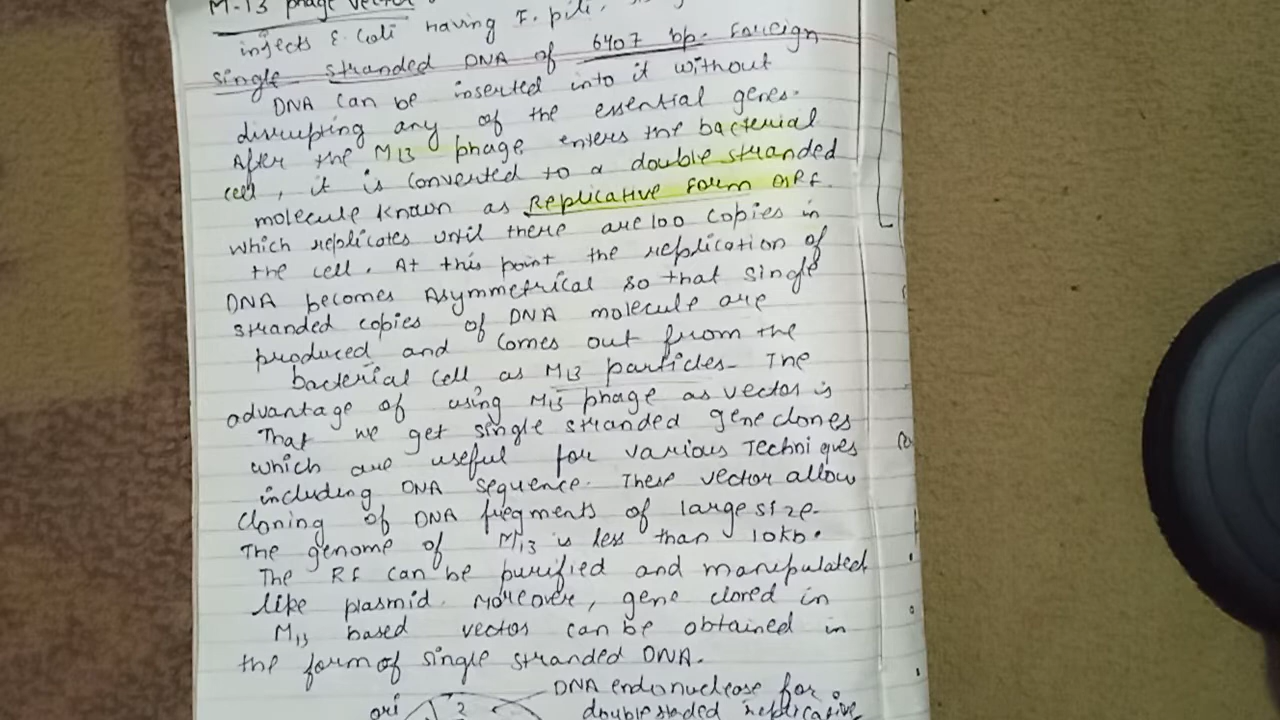 M-13 phage vector
injects E. Coli having F. pili,
single stranded DNA of 6407 bp. Foreign
DNA can be inserted into it without
disrupting any of the essential genes.
After the M13 phage enters the bacterial
cell, it is converted to a double stranded
molecule known as Replicative Form RF.
which replicates until there are 100 copies in
the cell. At this point the replication of
DNA becomes Asymmetrical so that single
stranded copies of DNA molecule are
produced and comes out from the
bacterial cell as M13 particles. The
advantage of using M13 phage as vector is
That we get single stranded gene clones
which are useful for various Techniques
including DNA sequence. These vector allow
Cloning of DNA fregments of large size.
The genome of M13 is less than 10kb.
The RF can be purified and manipulated
like plasmid. Moreover, gene clored in
M13 based vector can be obtained in
the form of single stranded DNA.
DNA endonuclease for
ori 2 double staded replicative